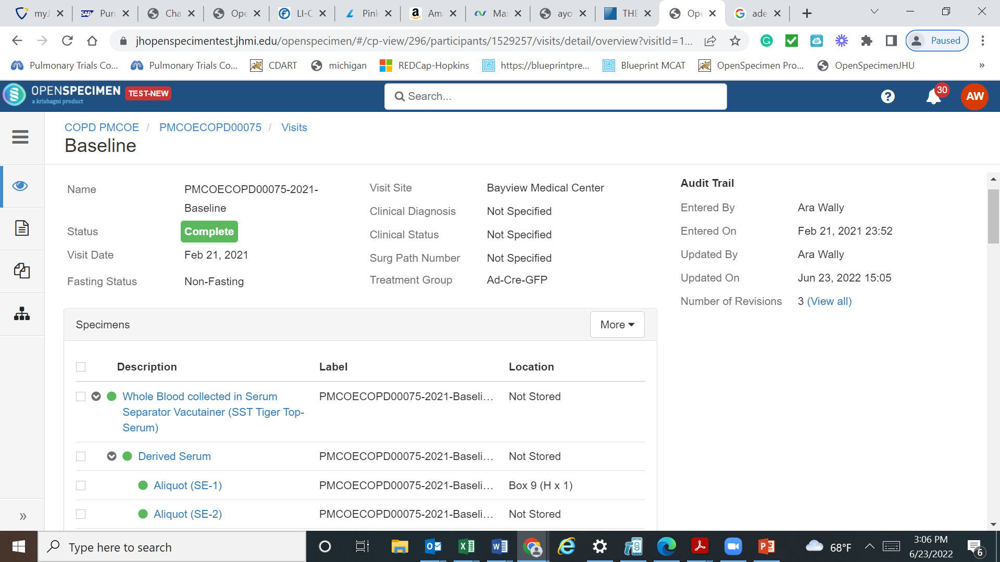 myJ
Purc
Cha
Ope
LI-C
Pink
Ama
Max
ayo
THE
Ope
ade
jhopenspecimentest.jhmi.edu/openspecimen/#/cp-view/296/participants/1529257/visits/detail/overview?visitId=1...
Paused
Pulmonary Trials Co...
Pulmonary Trials Co...
CDART
michigan
REDCap-Hopkins
https://blueprintpre...
Blueprint MCAT
OpenSpecimen Pro...
OpenSpecimenJHU
»
OPENSPECIMEN
a krishagni product
TEST-NEW
Search...
30
AW
COPD PMCOE / PMCOECOPD00075 / Visits
Baseline
Name
PMCOECOPD00075-2021-
Baseline
Status
Complete
Visit Date
Feb 21, 2021
Fasting Status
Non-Fasting
Visit Site
Bayview Medical Center
Clinical Diagnosis
Not Specified
Clinical Status
Not Specified
Surg Path Number
Not Specified
Treatment Group
Ad-Cre-GFP
Audit Trail
Entered By
Ara Wally
Entered On
Feb 21, 2021 23:52
Updated By
Ara Wally
Updated On
Jun 23, 2022 15:05
Number of Revisions
3 (View all)
Specimens
More
Description
Label
Location
Whole Blood collected in Serum
Separator Vacutainer (SST Tiger Top-
Serum)
PMCOECOPD00075-2021-Baseli...
Not Stored
Derived Serum
PMCOECOPD00075-2021-Baseli...
Not Stored
Aliquot (SE-1)
PMCOECOPD00075-2021-Baseli...
Box 9 (H x 1)
Aliquot (SE-2)
PMCOECOPD00075-2021-Baseli...
Not Stored
»
Type here to search
68°F
3:06 PM
6/23/2022
6